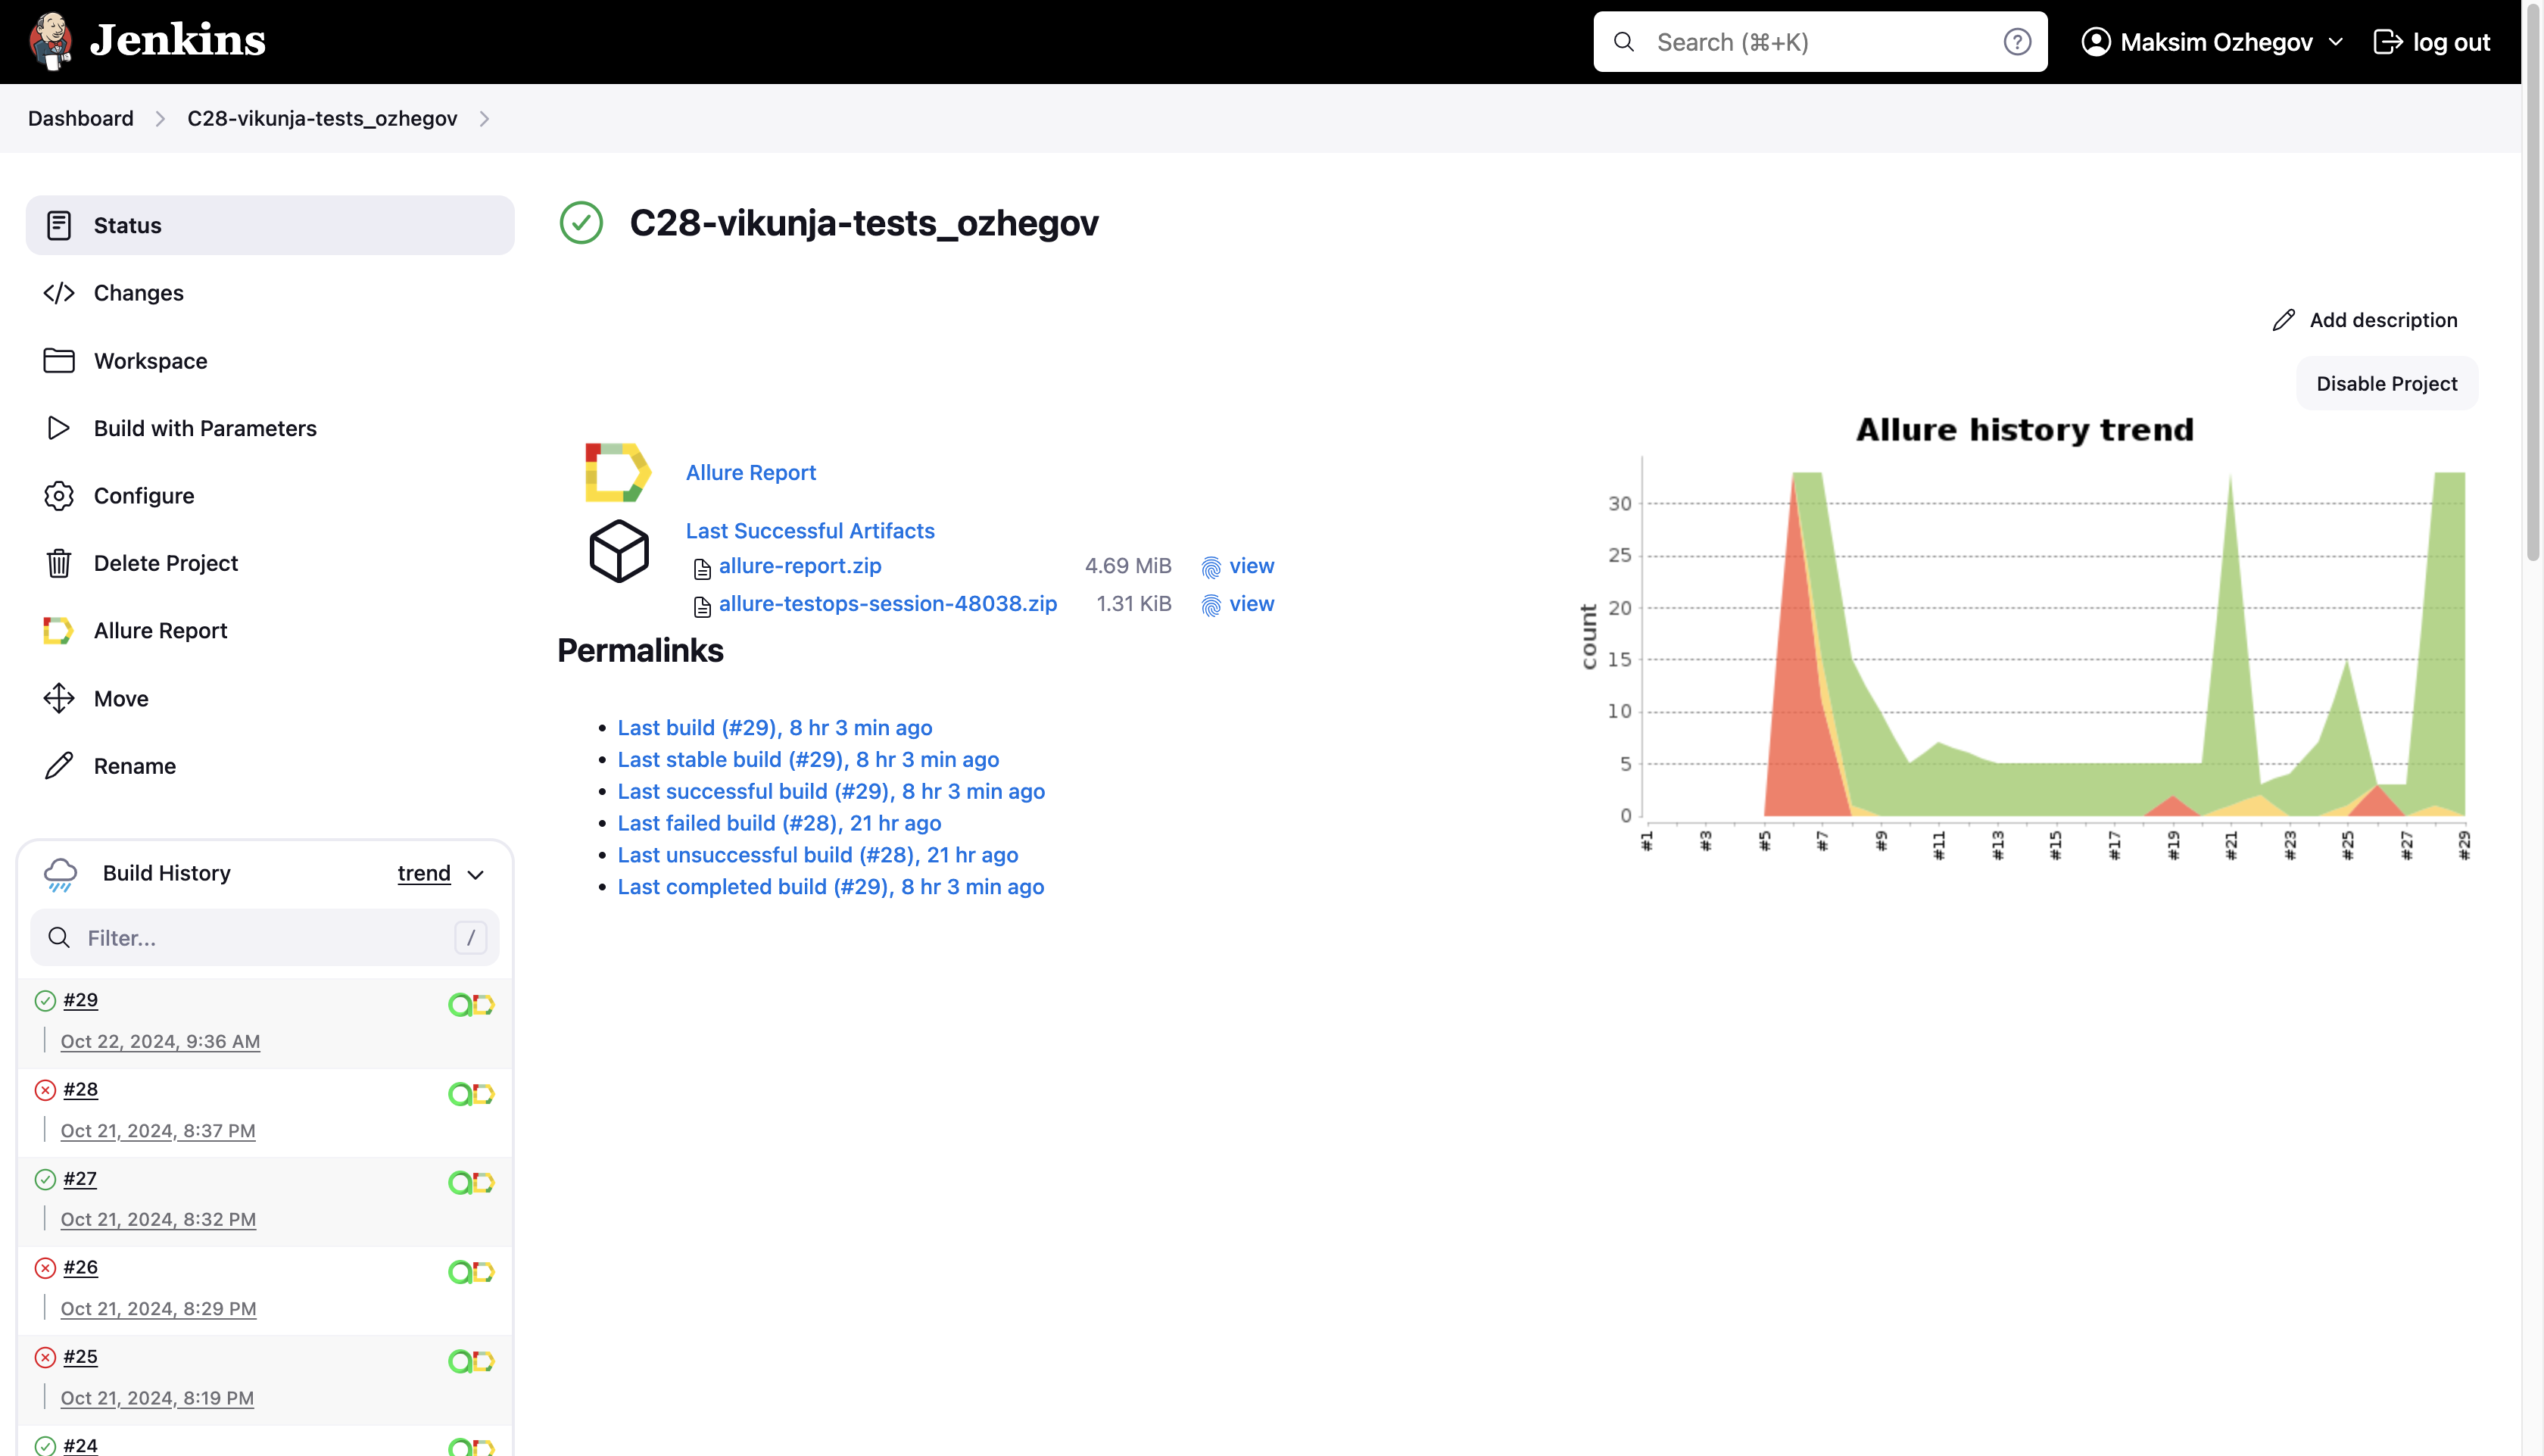 Jenkins
Search (⌘+K)
Maksim Ozhegov
log out
Dashboard
C28-vikunja-tests_ozhegov
Status
Changes
Workspace
Build with Parameters
Configure
Delete Project
Allure Report
Move
Rename
Build History
trend
Filter...
/
#29
Oct 22, 2024, 9:36 AM
#28
Oct 21, 2024, 8:37 PM
#27
Oct 21, 2024, 8:32 PM
#26
Oct 21, 2024, 8:29 PM
#25
Oct 21, 2024, 8:19 PM
#24
C28-vikunja-tests_ozhegov
Add description
Disable Project
Allure Report
Last Successful Artifacts
allure-report.zip 4.69 MiB view
allure-testops-session-48038.zip 1.31 KiB view
Permalinks
Last build (#29), 8 hr 3 min ago
Last stable build (#29), 8 hr 3 min ago
Last successful build (#29), 8 hr 3 min ago
Last failed build (#28), 21 hr ago
Last unsuccessful build (#28), 21 hr ago
Last completed build (#29), 8 hr 3 min ago
Allure history trend
count
30
25
20
15
10
5
0
#1 #3 #5 #7 #9 #11 #13 #15 #17 #19 #21 #23 #25 #27 #29